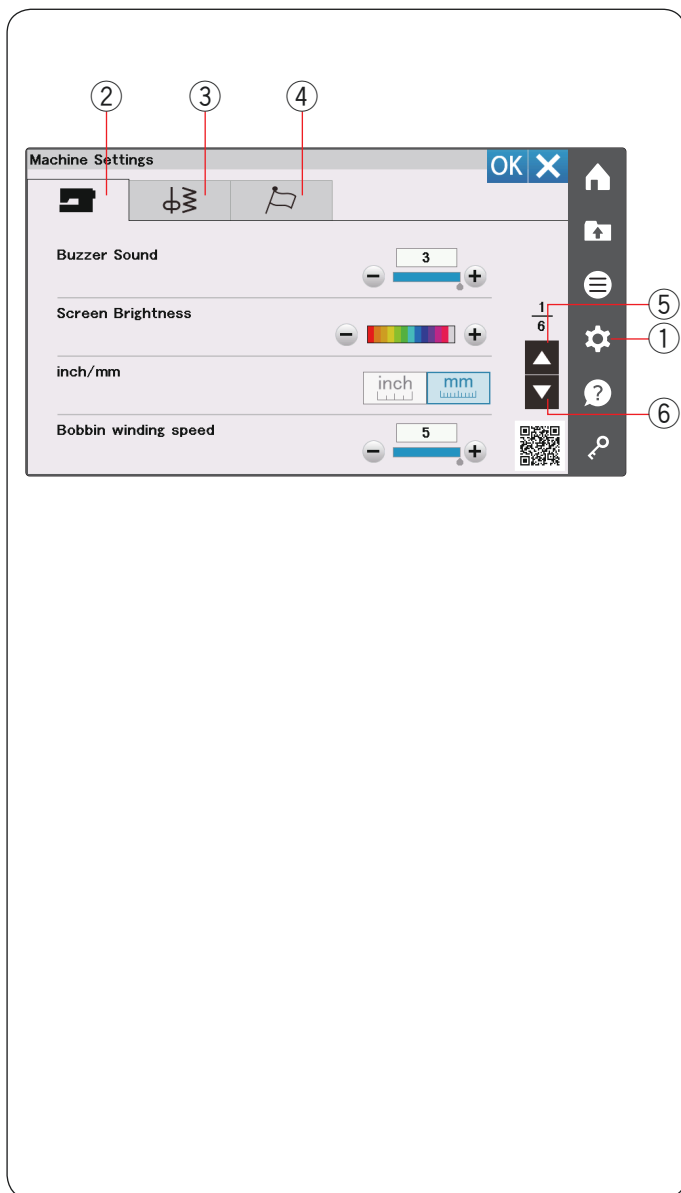 ② ③ ④
Machine Settings OK
Buzzer Sound 3
Screen Brightness 1
6
⑤
①
inch/mm inch mm
?
⑥
Bobbin winding speed 5